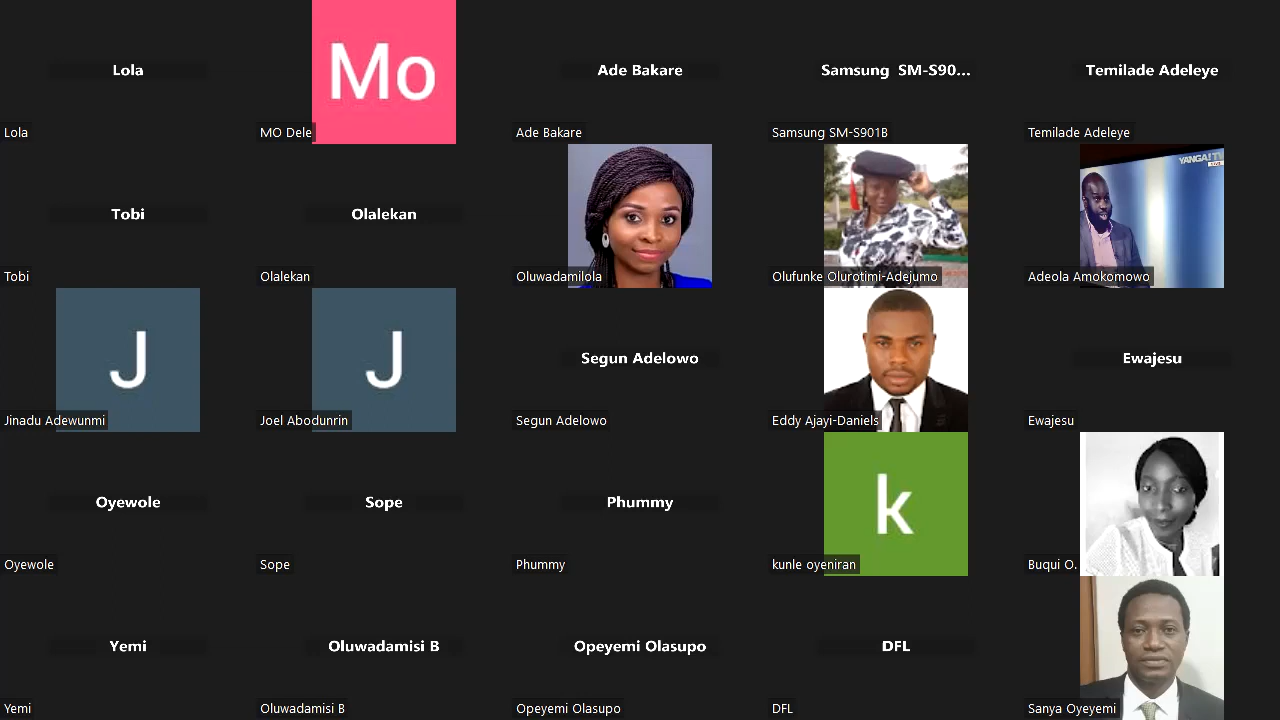 Lola
Mo
Ade Bakare
Samsung SM-S90...
Temilade Adeleye
Lola
MO Dele
Ade Bakare
Samsung SM-S901B
Temilade Adeleye
YANGA! TV
Tobi
Olalekan
Tobi
Olalekan
Oluwadamilola
Olufunke Olurotimi-Adejumo
Adeola Amokomowo
J
J
Segun Adelowo
Ewajesu
Jinadu Adewunmi
Joel Abodunrin
Segun Adelowo
Eddy Ajayi-Daniels
Ewajesu
Oyewole
Sope
Phummy
k
Oyewole
Sope
Phummy
kunle oyeniran
Buqui O.
Yemi
Oluwadamisi B
Opeyemi Olasupo
DFL
Yemi
Oluwadamisi B
Opeyemi Olasupo
DFL
Sanya Oyeyemi